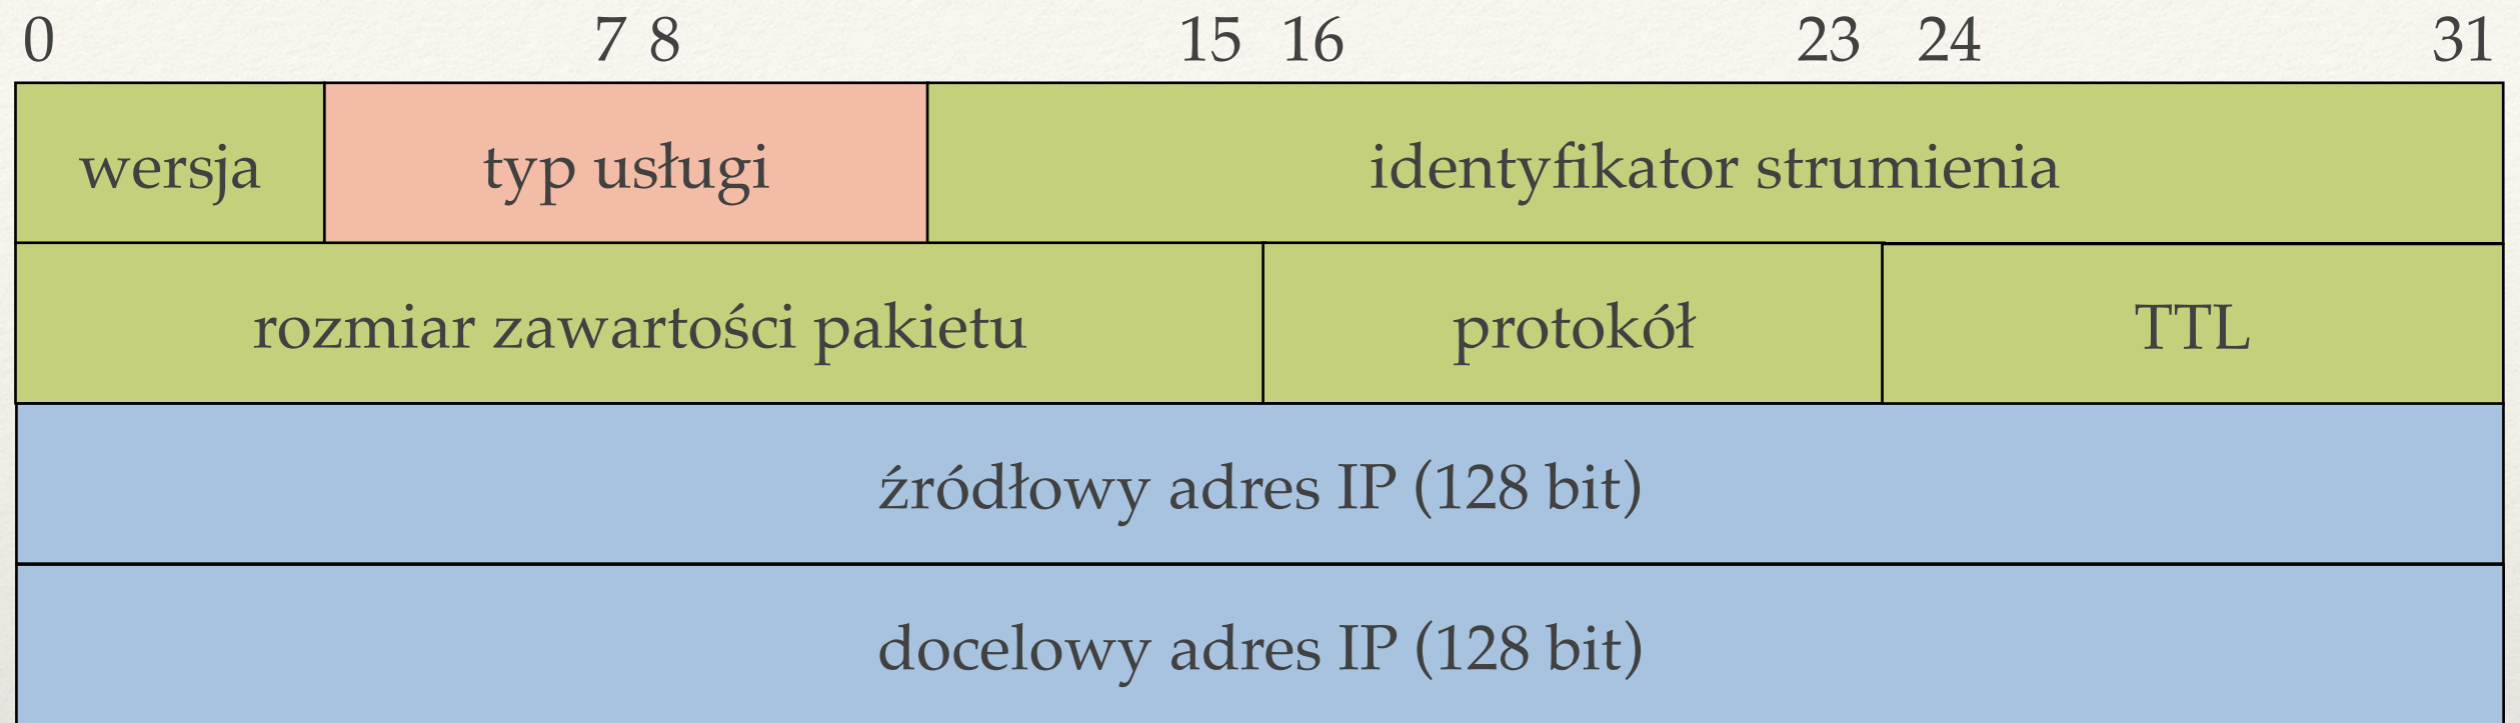 0 7 8 15 16 23 24 31
wersja typ usługi identyfikator strumienia
rozmiar zawartości pakietu protokół TTL
źródłowy adres IP (128 bit)
docelowy adres IP (128 bit)